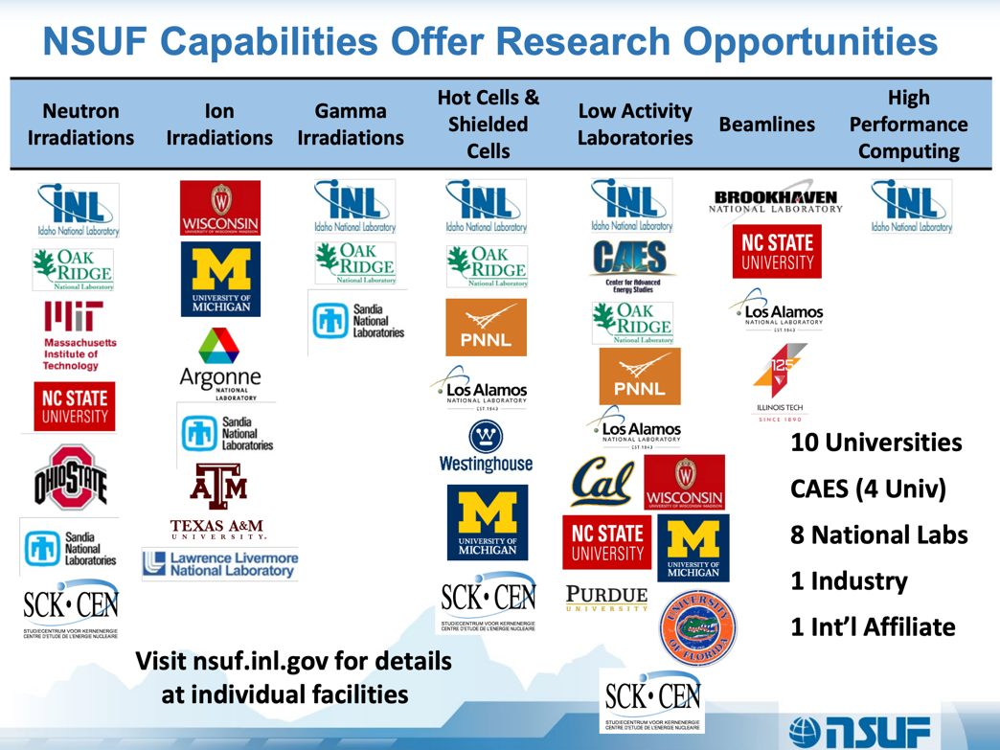 NSUF Capabilities Offer Research Opportunities
Neutron
Irradiations
Ion
Irradiations
Gamma
Irradiations
Hot Cells &
Shielded
Cells
Low Activity
Laboratories
Beamlines
High
Performance
Computing
INL
Idaho National Laboratory
OAK
RIDGE
National Laboratory
MIT
Massachusetts
Institute of
Technology
NC STATE
UNIVERSITY
OHIO STATE
Sandia
National
Laboratories
SCK•CEN
STUDIECENTRUM VOOR KERNENERGIE
CENTRE D'ETUDE DE L'ENERGIE NUCLEAIRE
W
WISCONSIN
UNIVERSITY OF WISCONSIN-MADISON
M
UNIVERSITY OF
MICHIGAN
Argonne
NATIONAL
LABORATORY
Sandia
National
Laboratories
ATM
TEXAS A&M
UNIVERSITY
Lawrence Livermore
National Laboratory
INL
Idaho National Laboratory
OAK
RIDGE
National Laboratory
Sandia
National
Laboratories
INL
Idaho National Laboratory
OAK
RIDGE
National Laboratory
PNNL
Los Alamos
NATIONAL LABORATORY
EST.1943
W
Westinghouse
M
UNIVERSITY OF
MICHIGAN
SCK•CEN
STUDIECENTRUM VOOR KERNENERGIE
CENTRE D'ETUDE DE L'ENERGIE NUCLEAIRE
INL
Idaho National Laboratory
CAES
Center for Advanced
Energy Studies
OAK
RIDGE
National Laboratory
PNNL
Los Alamos
NATIONAL LABORATORY
EST.1943
Cal
W
WISCONSIN
UNIVERSITY OF WISCONSIN-MADISON
NC STATE
UNIVERSITY
M
UNIVERSITY OF
MICHIGAN
PURDUE
UNIVERSITY
UNIVERSITY
OF FLORIDA
SCK•CEN
STUDIECENTRUM VOOR KERNENERGIE
CENTRE D'ETUDE DE L'ENERGIE NUCLEAIRE
BROOKHAVEN
NATIONAL LABORATORY
NC STATE
UNIVERSITY
Los Alamos
NATIONAL LABORATORY
EST.1943
125
ILLINOIS TECH
SINCE 1890
INL
Idaho National Laboratory
10 Universities
CAES (4 Univ)
8 National Labs
1 Industry
1 Int’l Affiliate
Visit nsuf.inl.gov for details
at individual facilities
NSUF